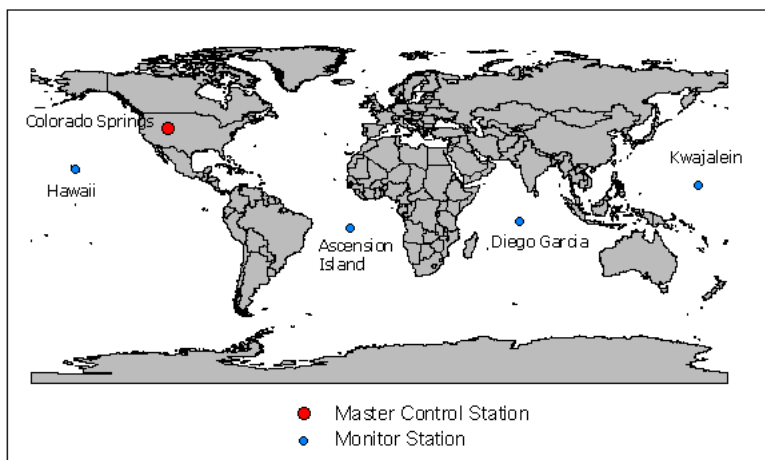 Colorado Springs
Hawaii
Kwajalein
Ascension
Island
Diego Garcia
Master Control Station
Monitor Station